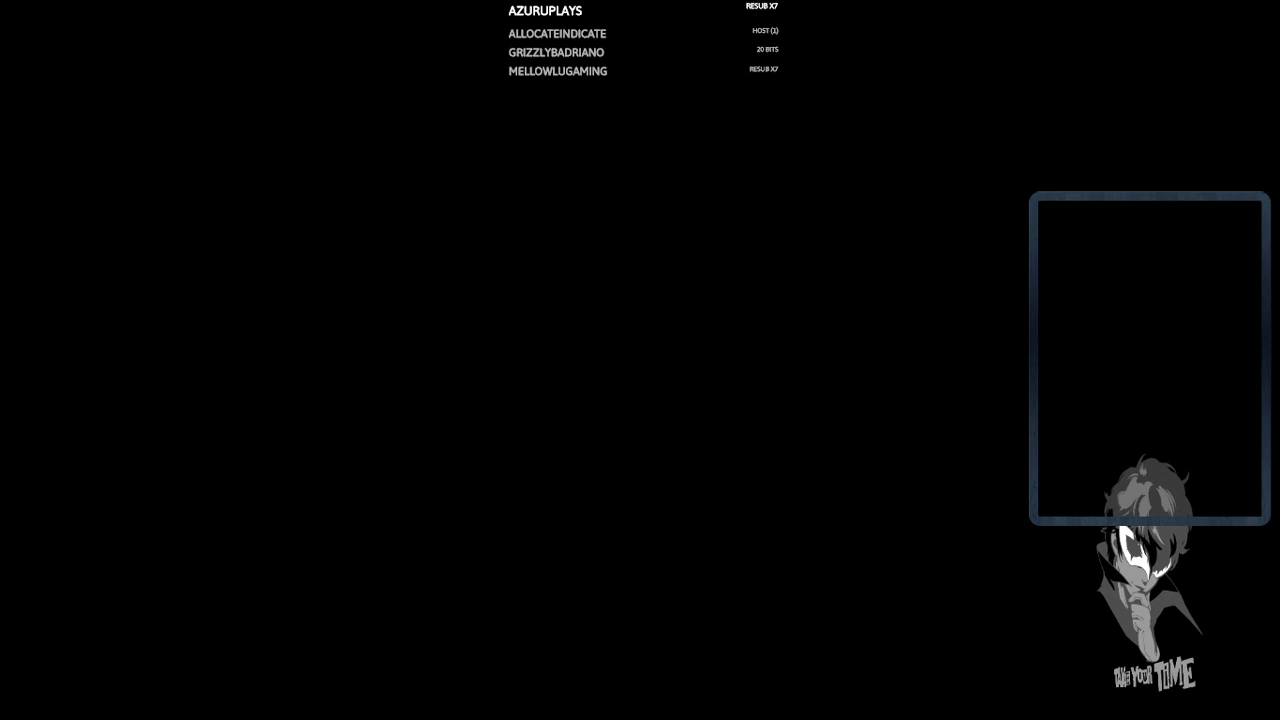 AZURUPLAYS RESUB X7
ALLOCATEINDICATE HOST (1)
GRIZZLYBADRIANO 20 BITS
MELLOWLUGAMING RESUB X7
TAKE YOUR TIME